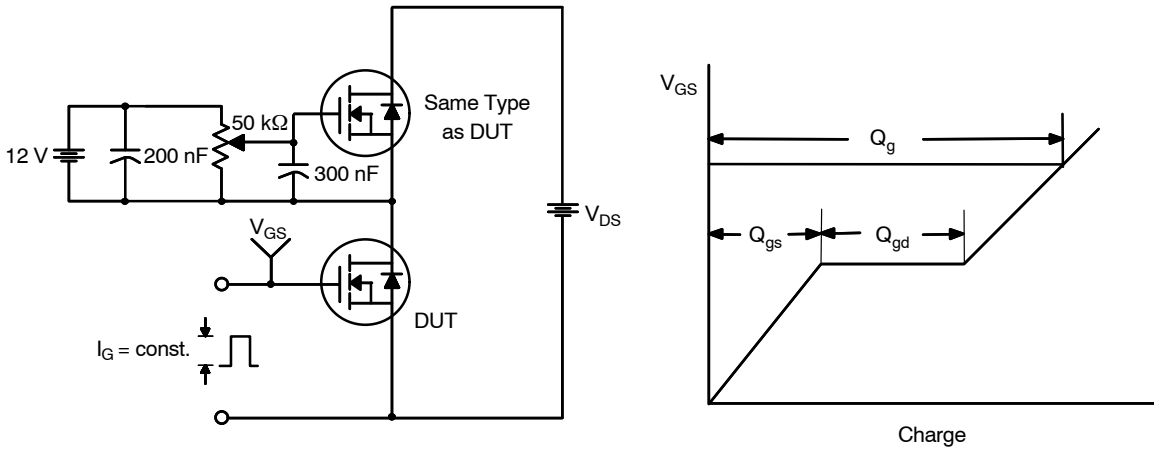 Same Type
as DUT
50 kΩ
12 V
200 nF
300 nF
V_GS
V_DS
DUT
I_G = const.
V_GS
Q_g
Q_gs
Q_gd
Charge